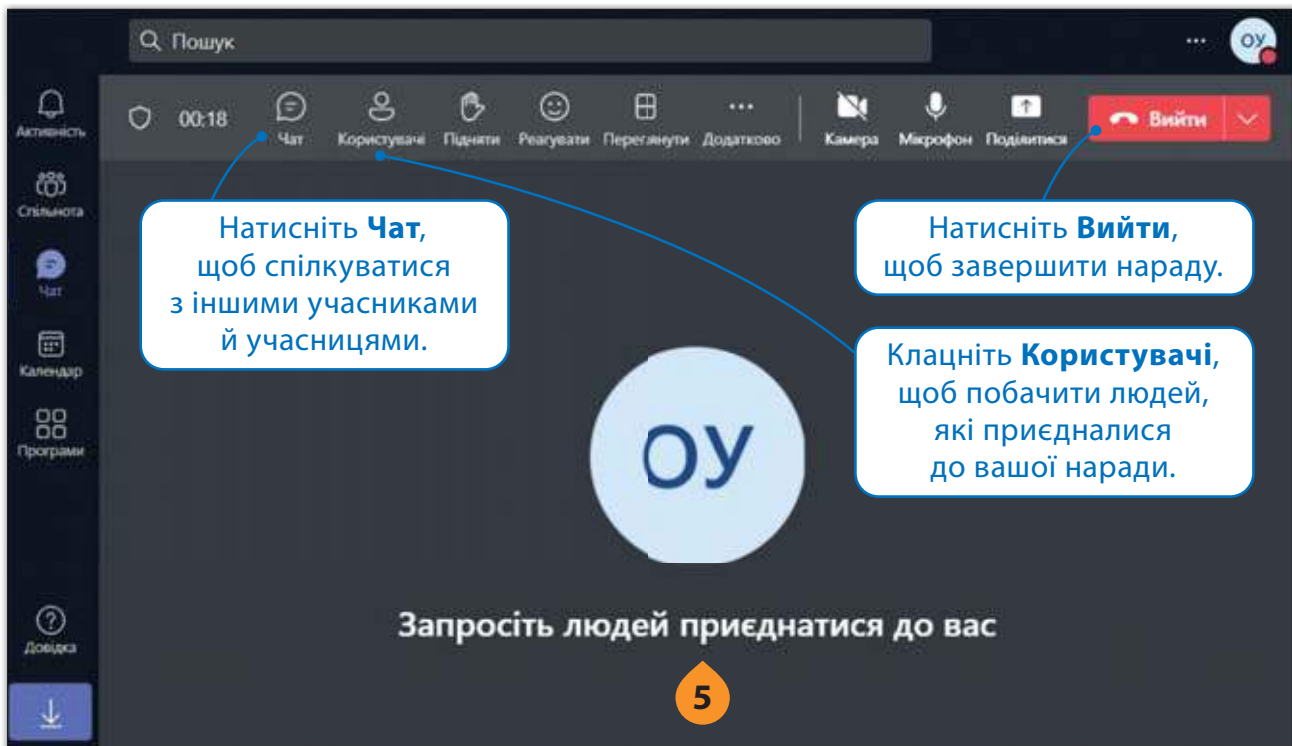 Пошук
...
ОУ
Активність
Спільнота
Чат
Календар
Програми
Довідка
00:18
Чат
Користувачі
Підняти
Реагувати
Переглянути
Додатково
Камера
Мікрофон
Поділитися
Вийти
Натисніть Чат,
щоб спілкуватися
з іншими учасниками
й учасницями.
Натисніть Вийти,
щоб завершити нараду.
Клацніть Користувачі,
щоб побачити людей,
які приєдналися
до вашої наради.
ОУ
Запросіть людей приєднатися до вас
5